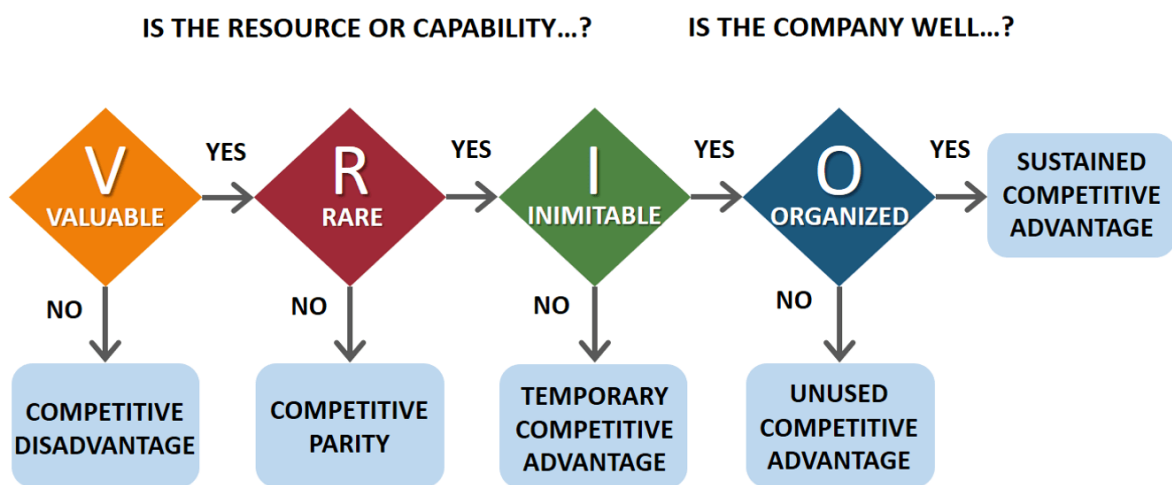 IS THE RESOURCE OR CAPABILITY...?
IS THE COMPANY WELL...?
V
VALUABLE
YES
R
RARE
YES
I
INIMITABLE
YES
O
ORGANIZED
YES
SUSTAINED
COMPETITIVE
ADVANTAGE
NO
NO
NO
NO
COMPETITIVE
DISADVANTAGE
COMPETITIVE
PARITY
TEMPORARY
COMPETITIVE
ADVANTAGE
UNUSED
COMPETITIVE
ADVANTAGE